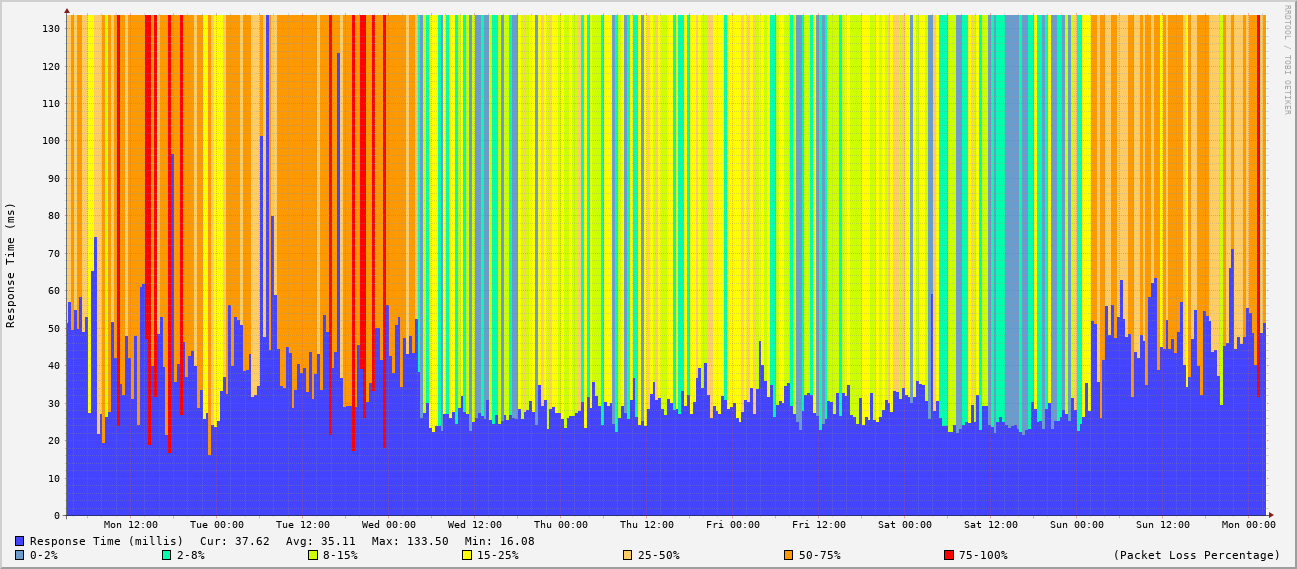 RRDTOOL / TOBI OETIKER
Response Time (ms)
130
120
110
100
90
80
70
60
50
40
30
20
10
0
Mon 12:00 Tue 00:00 Tue 12:00 Wed 00:00 Wed 12:00 Thu 00:00 Thu 12:00 Fri 00:00 Fri 12:00 Sat 00:00 Sat 12:00 Sun 00:00 Sun 12:00 Mon 00:00
Response Time (millis) Cur: 37.62 Avg: 35.11 Max: 133.50 Min: 16.08
0-2% 2-8% 8-15% 15-25% 25-50% 50-75% 75-100% (Packet Loss Percentage)